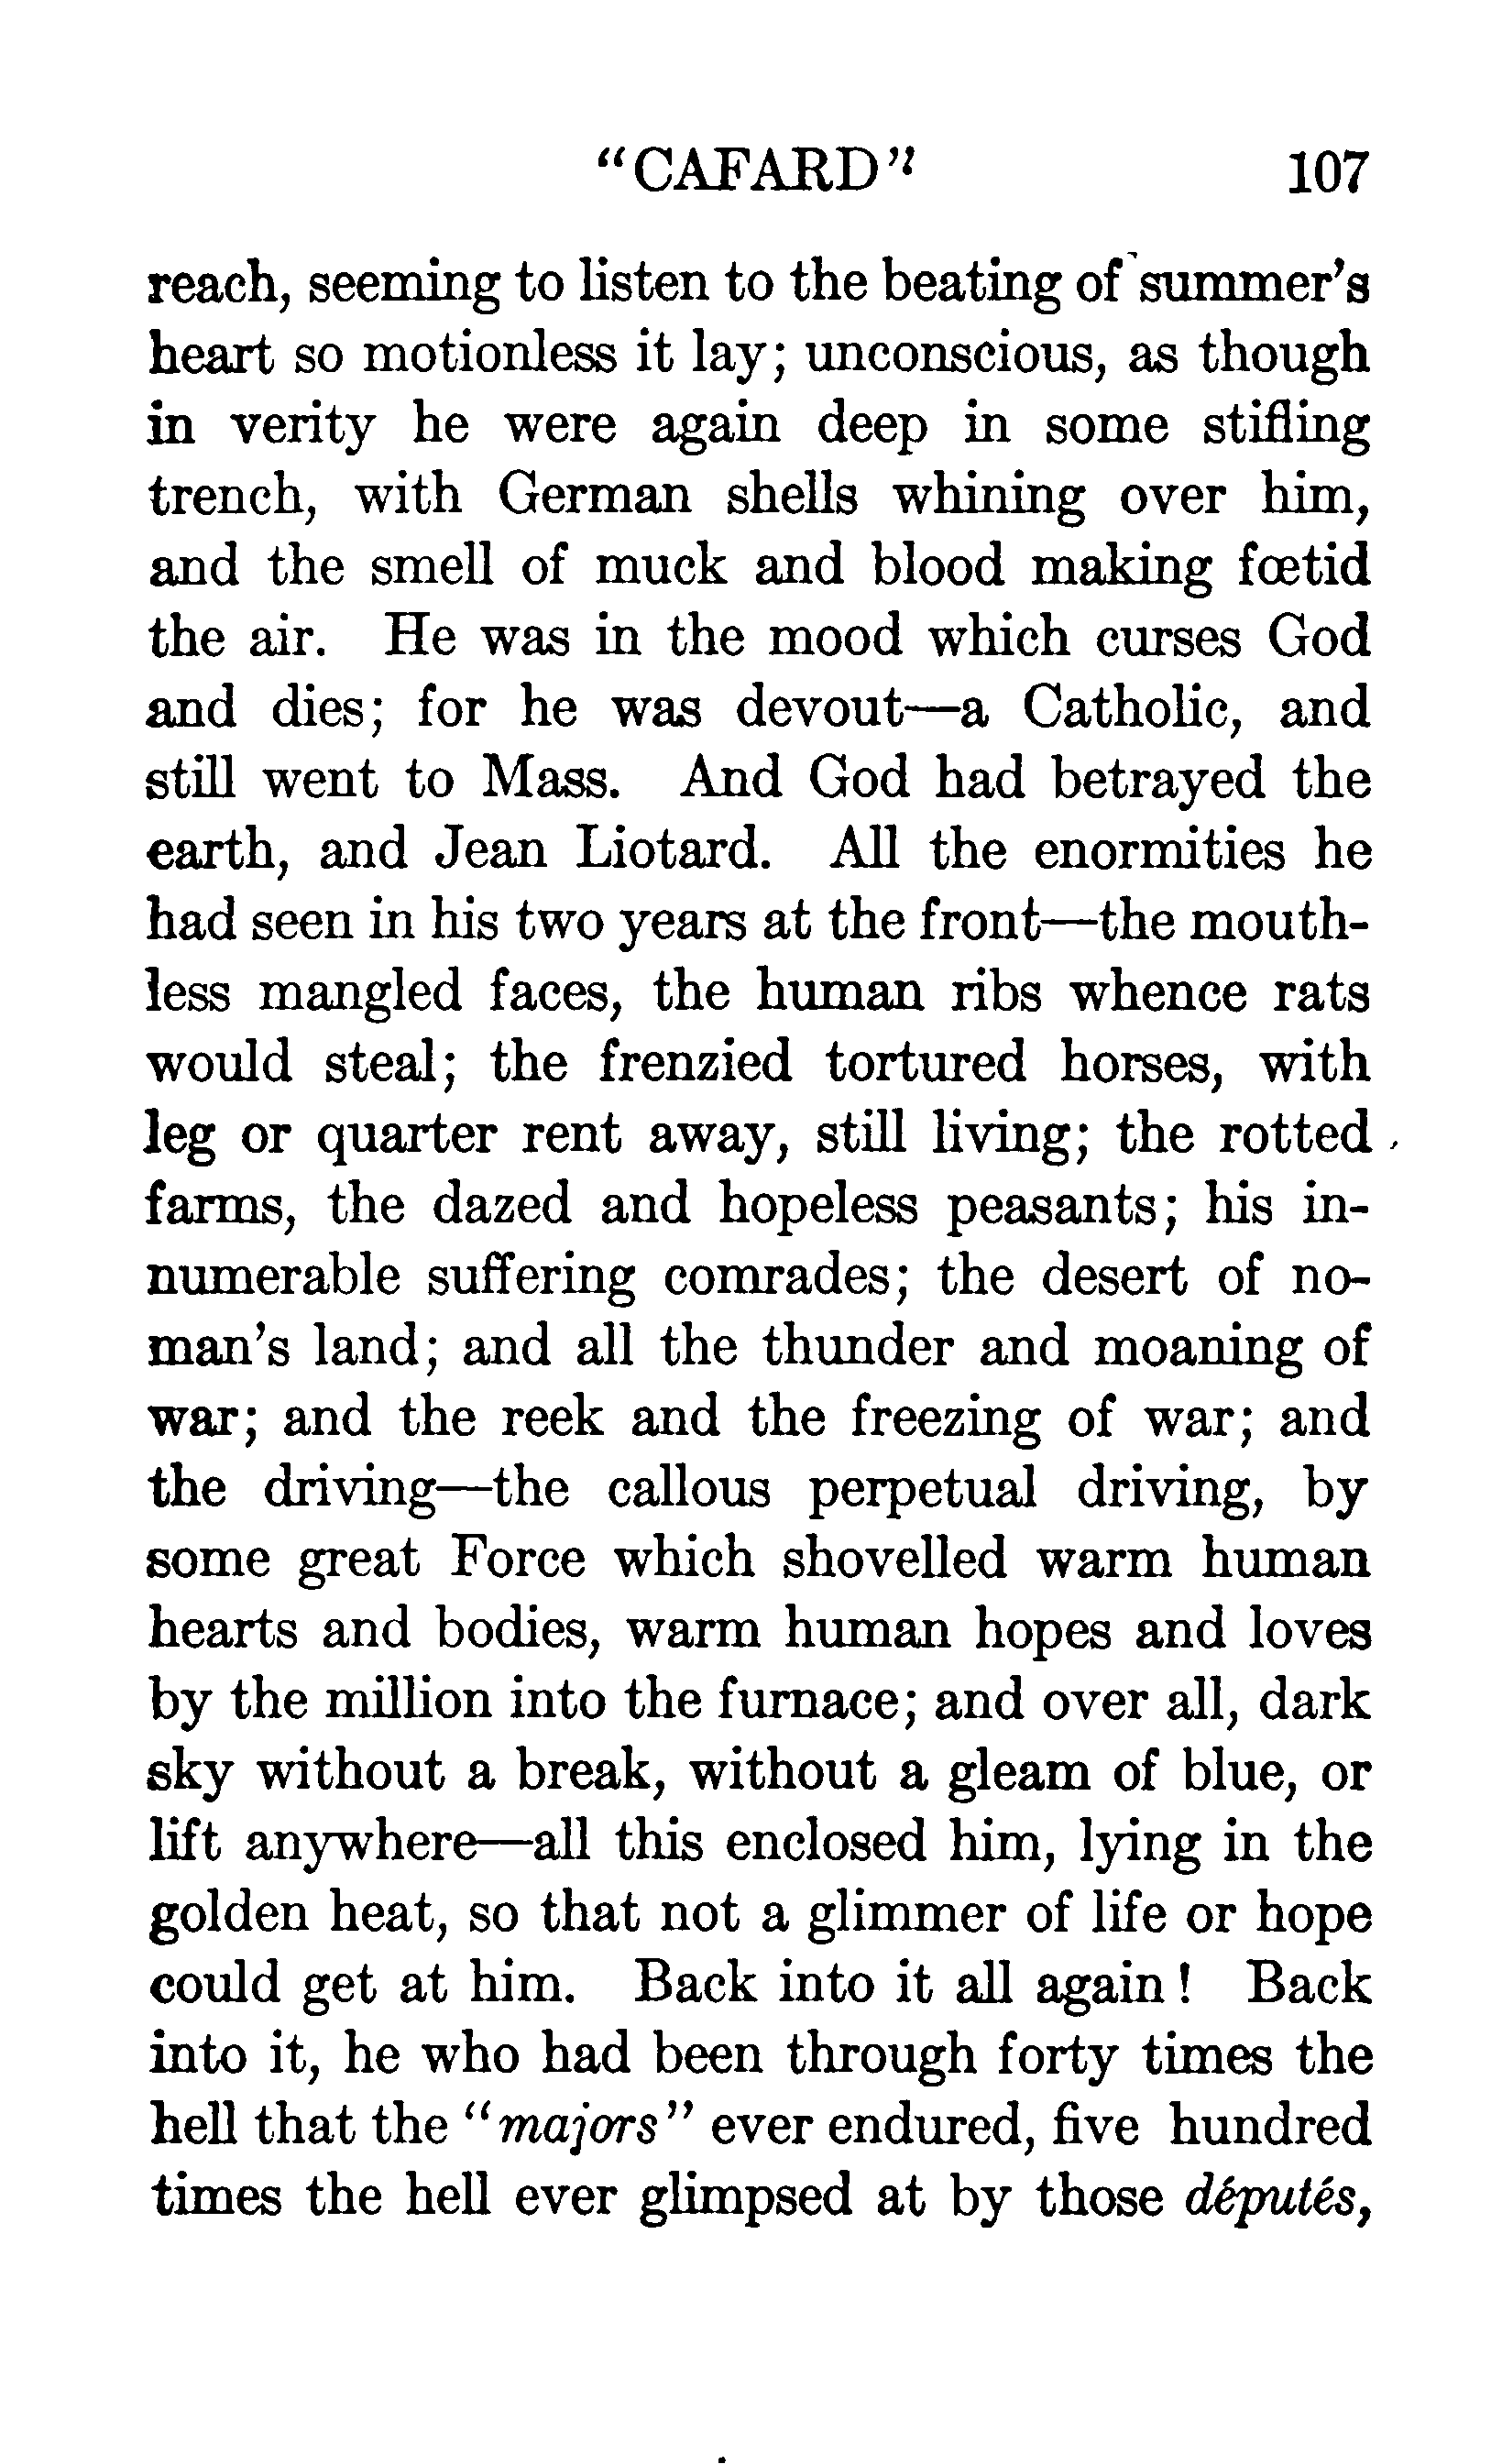 "CAFARD" 107
reach, seeming to listen to the beating of summer's
heart so motionless it lay; unconscious, as though
in verity he were again deep in some stifling
trench, with German shells whining over him,
and the smell of muck and blood making fœtid
the air. He was in the mood which curses God
and dies; for he was devout—a Catholic, and
still went to Mass. And God had betrayed the
earth, and Jean Liotard. All the enormities he
had seen in his two years at the front—the mouth-
less mangled faces, the human ribs whence rats
would steal; the frenzied tortured horses, with
leg or quarter rent away, still living; the rotted
farms, the dazed and hopeless peasants; his in-
numerable suffering comrades; the desert of no-
man's land; and all the thunder and moaning of
war; and the reek and the freezing of war; and
the driving—the callous perpetual driving, by
some great Force which shovelled warm human
hearts and bodies, warm human hopes and loves
by the million into the furnace; and over all, dark
sky without a break, without a gleam of blue, or
lift anywhere—all this enclosed him, lying in the
golden heat, so that not a glimmer of life or hope
could get at him. Back into it all again! Back
into it, he who had been through forty times the
hell that the "majors" ever endured, five hundred
times the hell ever glimpsed at by those députés,